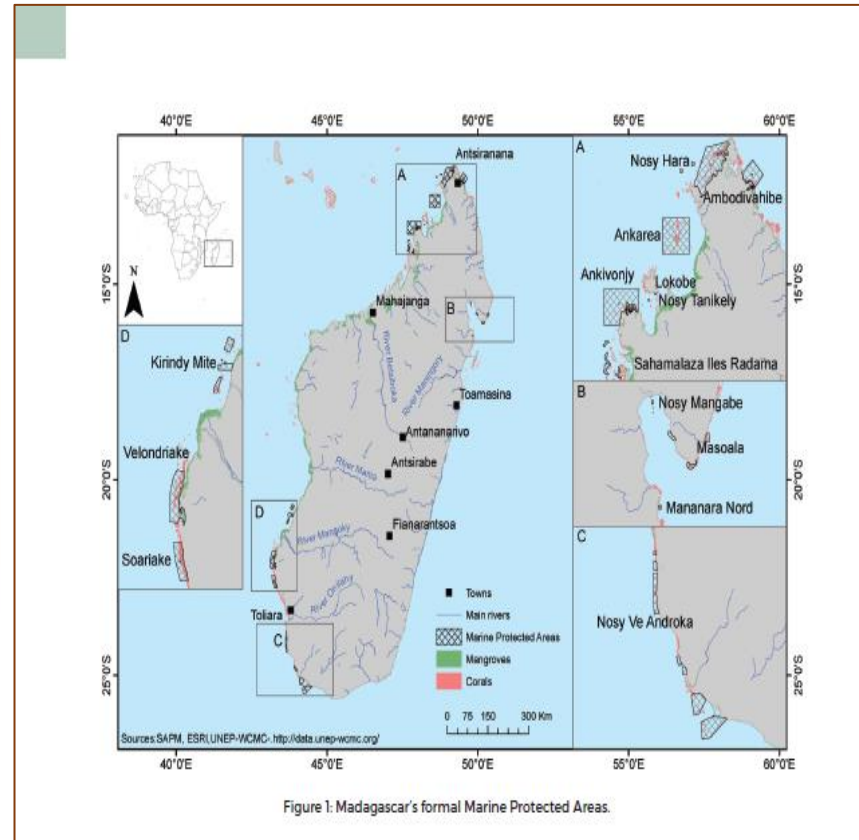 40°0'E 45°0'E 50°0'E 55°0'E 60°0'E
Antsiranana
A
A
Nosy Hara
Ambodivahibe
Ankarea
N
15°0'S
Ankivonjy
Lokobe
15°0'S
Nosy Tanikely
Mahajanga
B
D
Kirindy Mite
Sahamalaza Iles Radama
River Betsiboka
River Mangory
B
Nosy Mangabe
Toamasina
Antananarivo
Masoala
Velondriake
Antsirabe
20°0'S
River Mania
20°0'S
D
Mananara Nord
Fianarantsoa
River Mangoky
C
Soariake
Towns
River Onilahy
Main rivers
Toliara
Marine Protected Areas
Nosy Ve Androka
C
Mangroves
Corals
25°0'S
25°0'S
0 75 150 300 Km
Sources:SAPM, ESRI,UNEP-WCMC-.http://data.unep-wcmc.org/
40°0'E 45°0'E 50°0'E 55°0'E 60°0'E
Figure 1: Madagascar's formal Marine Protected Areas.